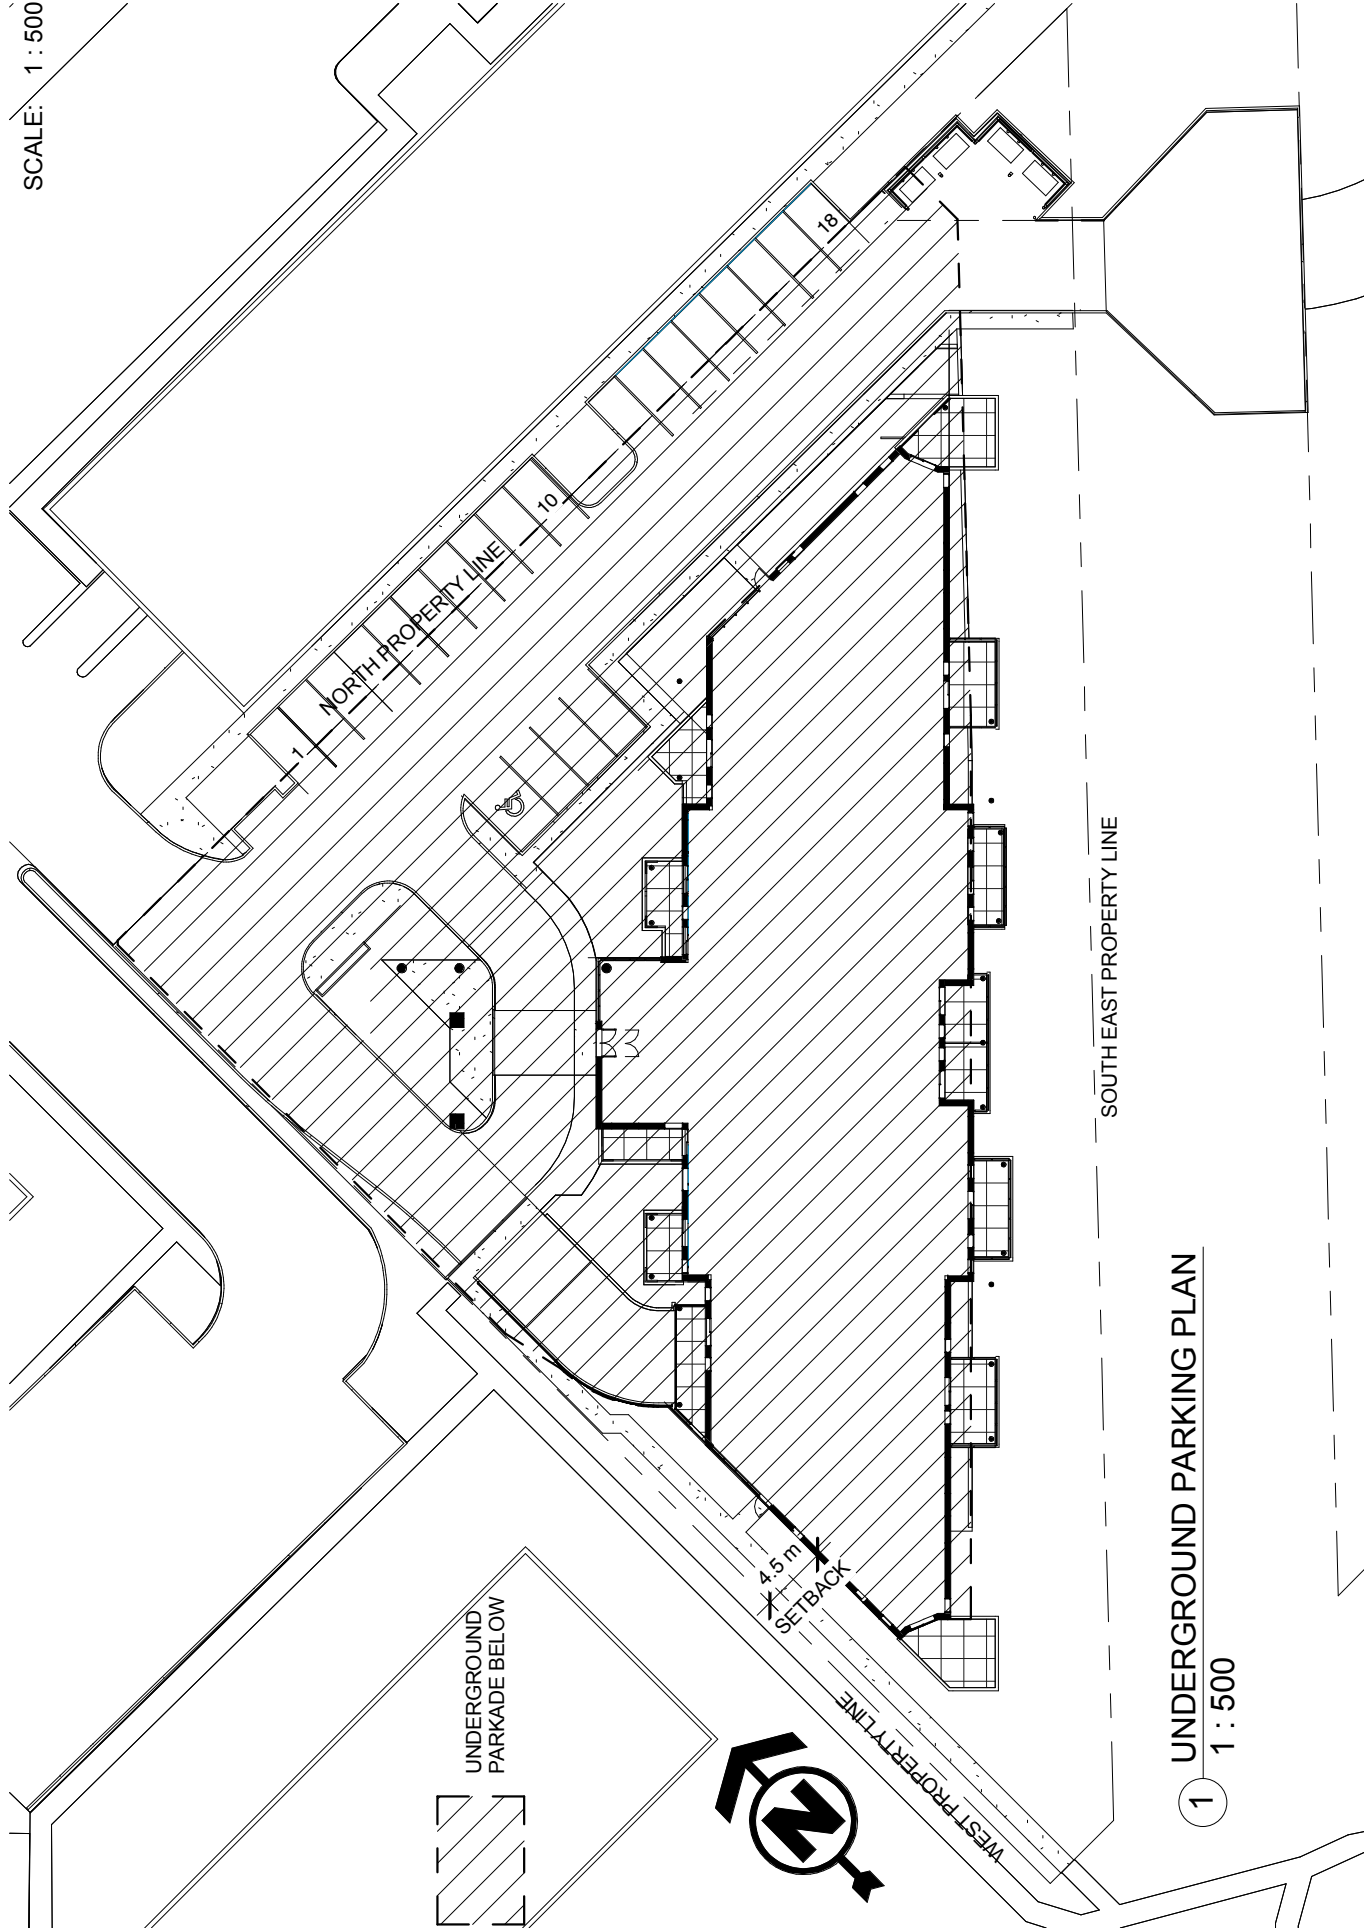 SCALE: 1 : 500
18
10
NORTH PROPERTY LINE
1
SOUTH EAST PROPERTY LINE
4.5 m
SETBACK
WEST PROPERTY LINE
UNDERGROUND
PARKADE BELOW
N
1
UNDERGROUND PARKING PLAN
1 : 500